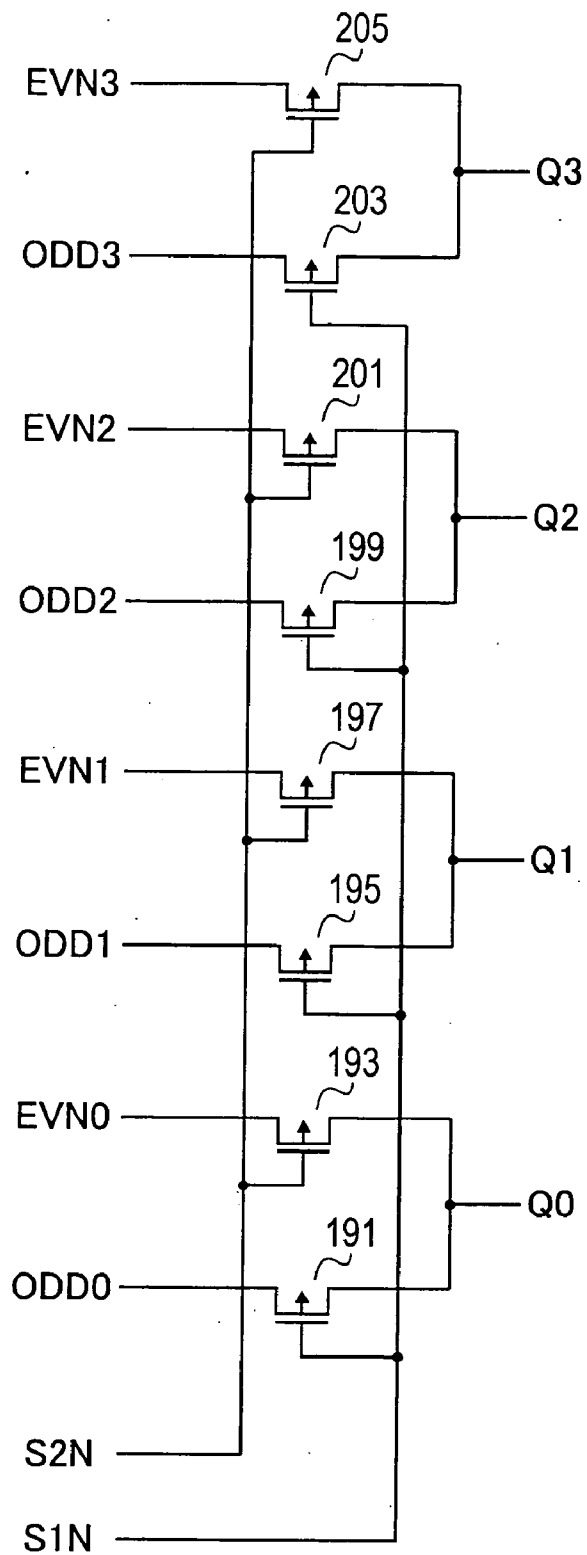 205
EVN3
Q3
203
ODD3
201
EVN2
Q2
199
ODD2
197
EVN1
Q1
195
ODD1
193
EVN0
Q0
191
ODD0
S2N
S1N